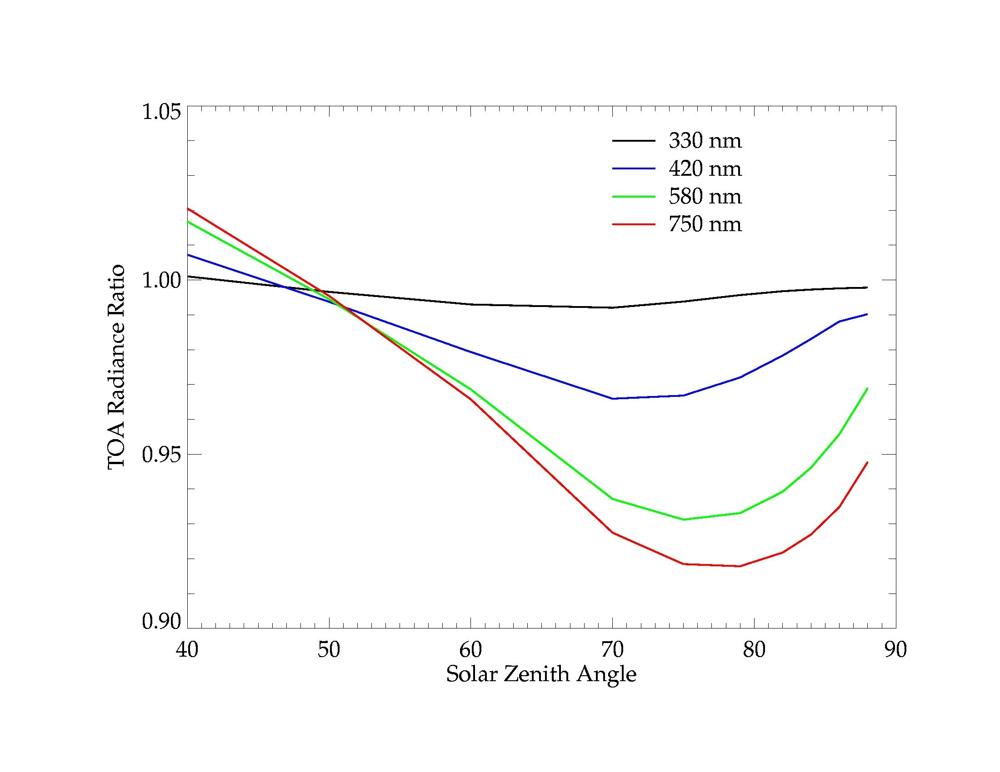 1.05
1.00
0.95
0.90
TOA Radiance Ratio
330 nm
420 nm
580 nm
750 nm
40 50 60 70 80 90
Solar Zenith Angle